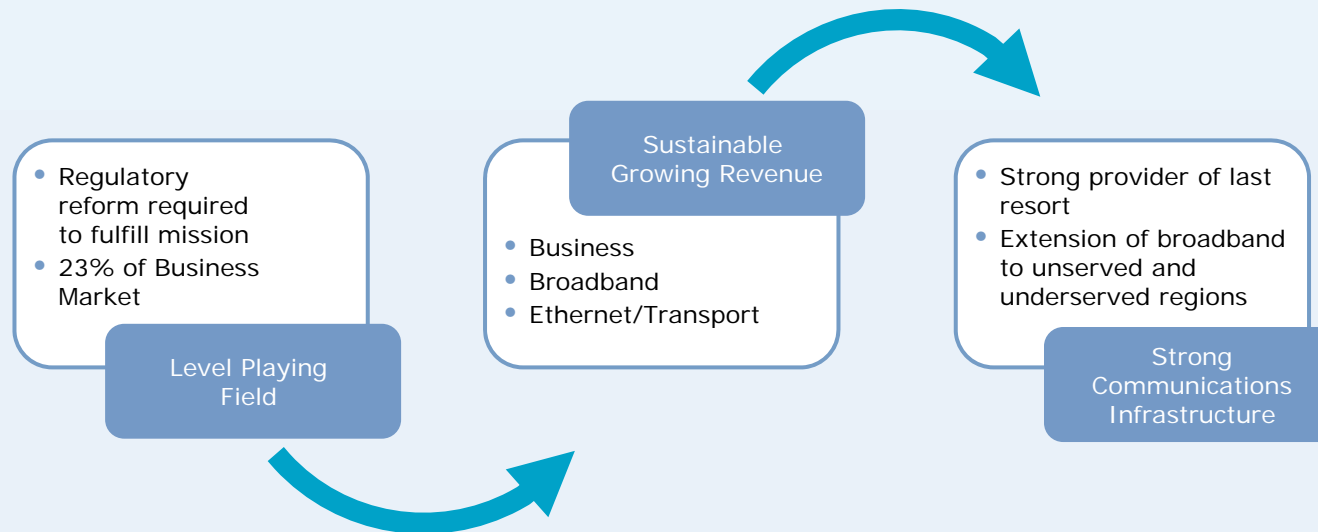 • Regulatory
reform required
to fulfill mission
• 23% of Business
Market
Level Playing
Field
Sustainable
Growing Revenue
• Business
• Broadband
• Ethernet/Transport
• Strong provider of last
resort
• Extension of broadband
to unserved and
underserved regions
Strong
Communications
Infrastructure